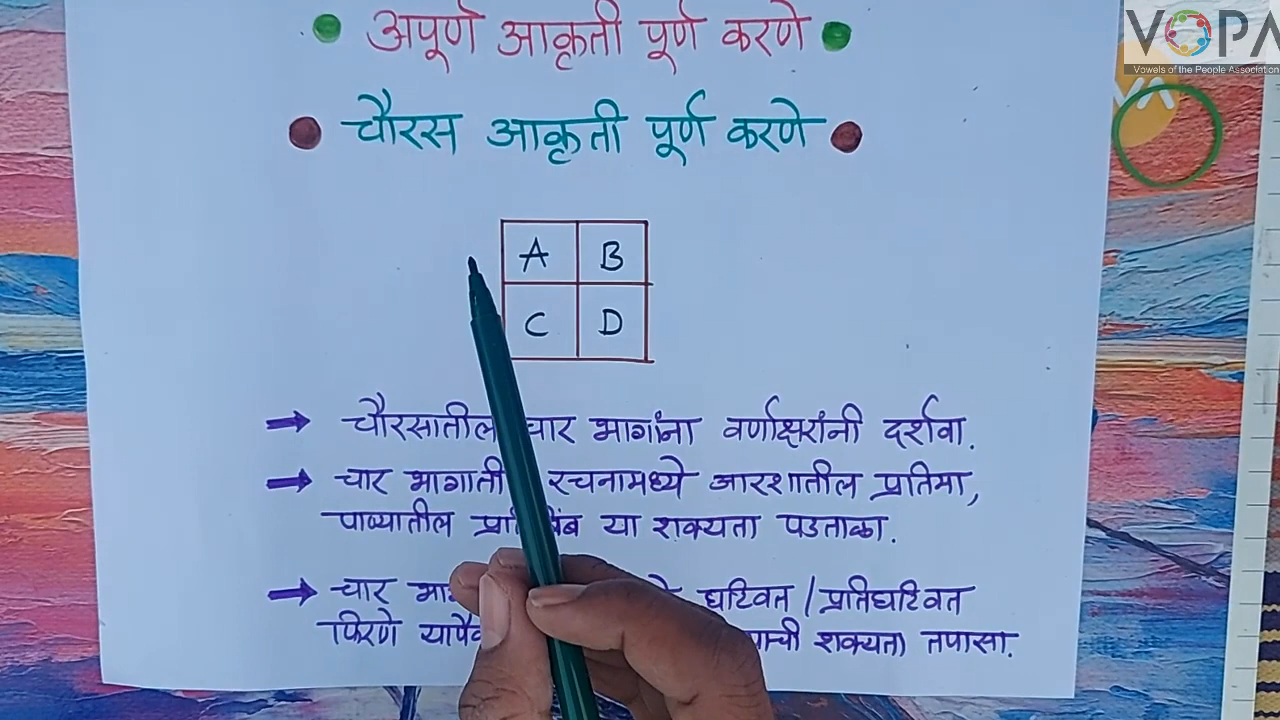 अपूर्ण आकृती पूर्ण करणे
चौरस आकृती पूर्ण करणे
A B
C D
→ चौरसातील चार भागांना वर्णाक्षरांनी दर्शवा.
→ चार रचनामध्ये आरशातील प्रतिमा,
पाण्यातील या शक्यता पडताळा.
→ चार घटिवत / प्रतिघटिवत
फिरणे शक्यता तपासा.
VOPA
Vowels of the People Association